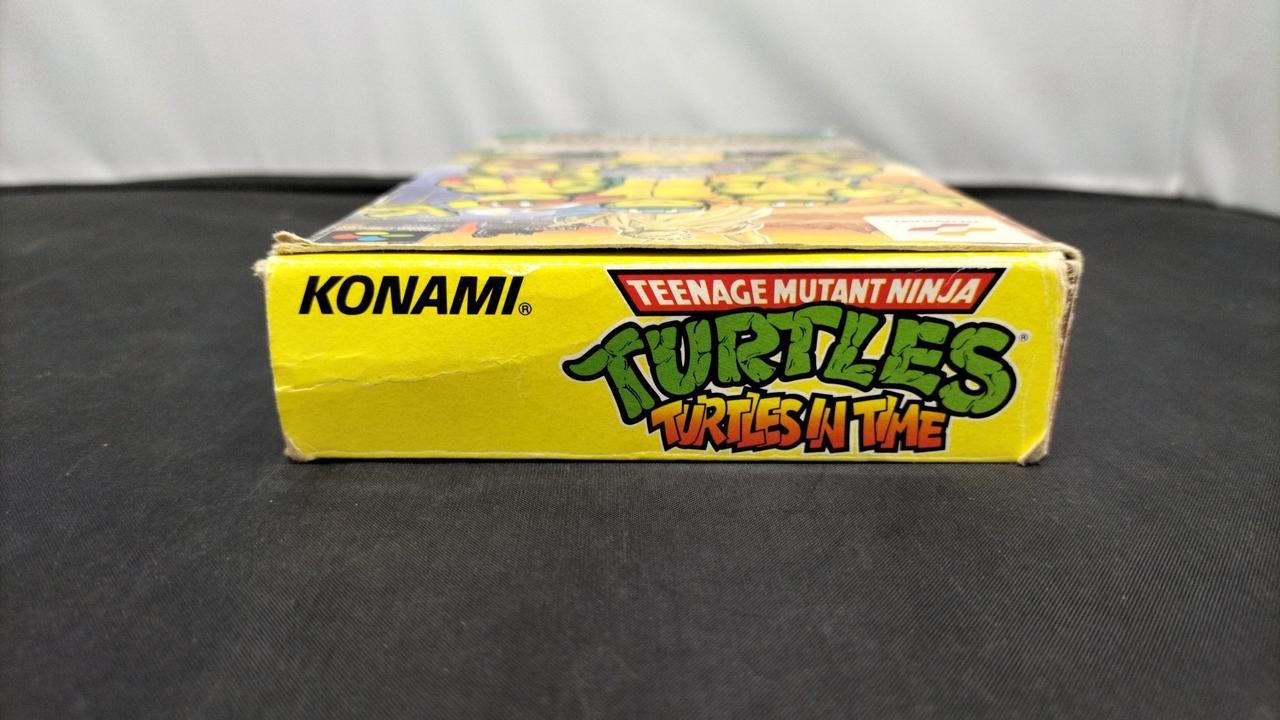 KONAMI®
TEENAGE MUTANT NINJA
TURTLES®
TURTLES IN TIME